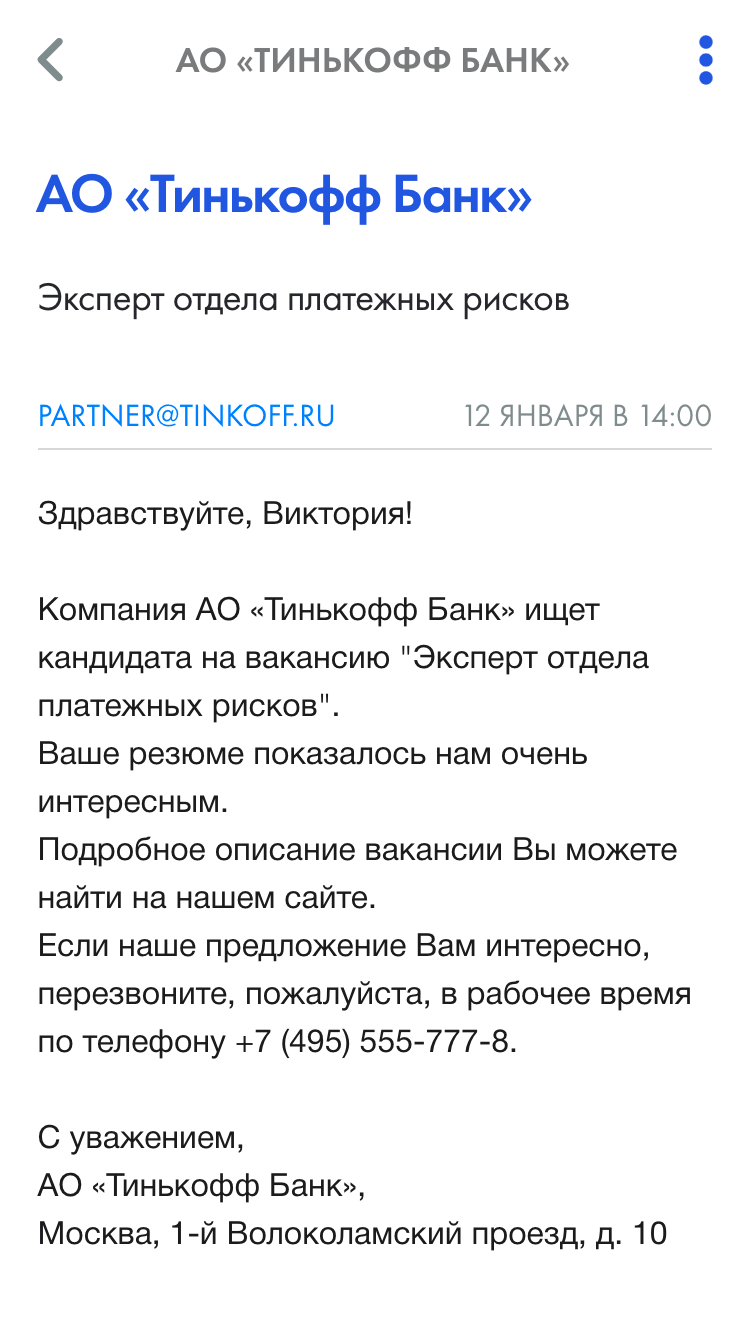 АО «ТИНЬКОФФ БАНК»
АО «Тинькофф Банк»
Эксперт отдела платежных рисков
PARTNER@TINKOFF.RU 12 ЯНВАРЯ В 14:00
Здравствуйте, Виктория!
Компания АО «Тинькофф Банк» ищет
кандидата на вакансию "Эксперт отдела
платежных рисков".
Ваше резюме показалось нам очень
интересным.
Подробное описание вакансии Вы можете
найти на нашем сайте.
Если наше предложение Вам интересно,
перезвоните, пожалуйста, в рабочее время
по телефону +7 (495) 555-777-8.
С уважением,
АО «Тинькофф Банк»,
Москва, 1-й Волоколамский проезд, д. 10